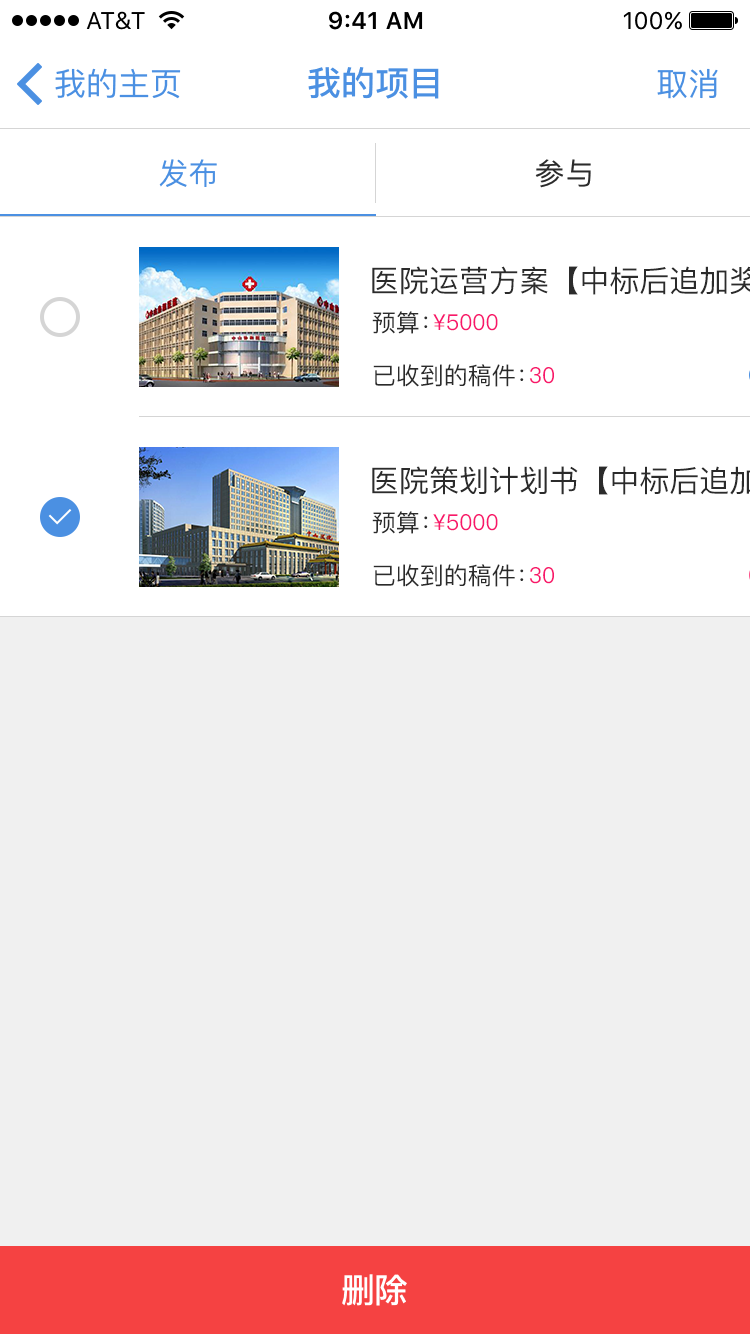 AT&T 9:41 AM 100%
我的主页 我的项目 取消
发布 参与
医院运营方案【中标后追加奖
预算:¥5000
已收到的稿件:30
医院策划计划书【中标后追加
预算:¥5000
已收到的稿件:30
删除